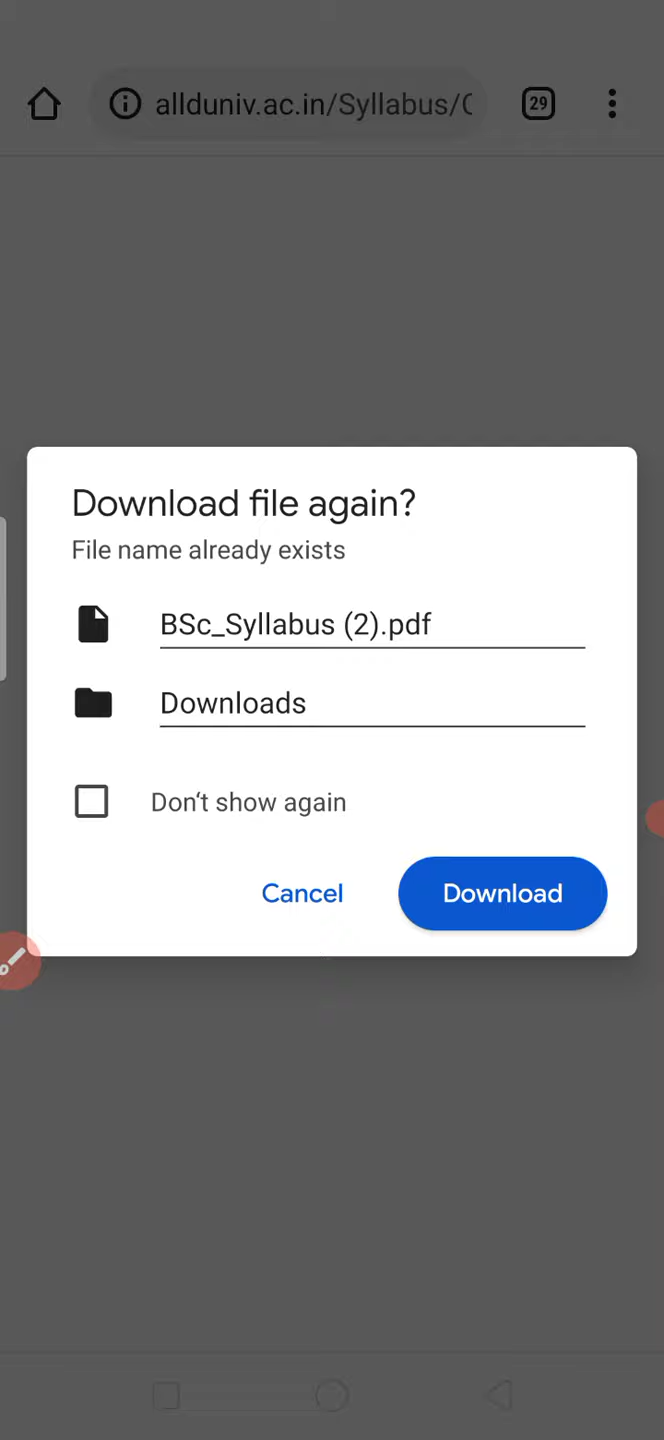 allduniv.ac.in/Syllabus/
29
Download file again?
File name already exists
BSc_Syllabus (2).pdf
Downloads
Don't show again
Cancel
Download